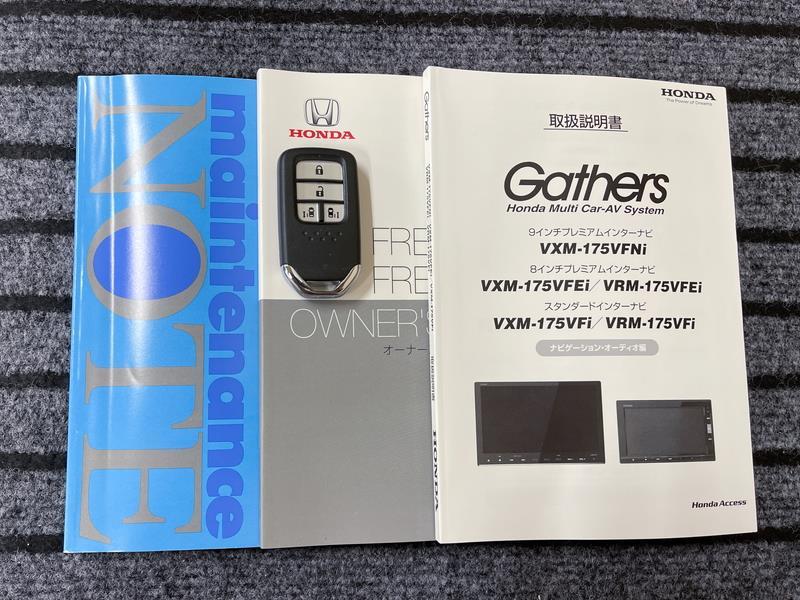 maintenance
NOTE
HONDA
FRE
FRE
OWNER'S
オーナー
Gathers
HONDA
HONDA
The Power of Dreams
取扱説明書
Gathers
Honda Multi Car-AV System
9インチプレミアムインターナビ
VXM-175VFNi
8インチプレミアムインターナビ
VXM-175VFEi/VRM-175VFEi
スタンダードインターナビ
VXM-175VFi/VRM-175VFi
ナビゲーション・オーディオ編
Honda Access